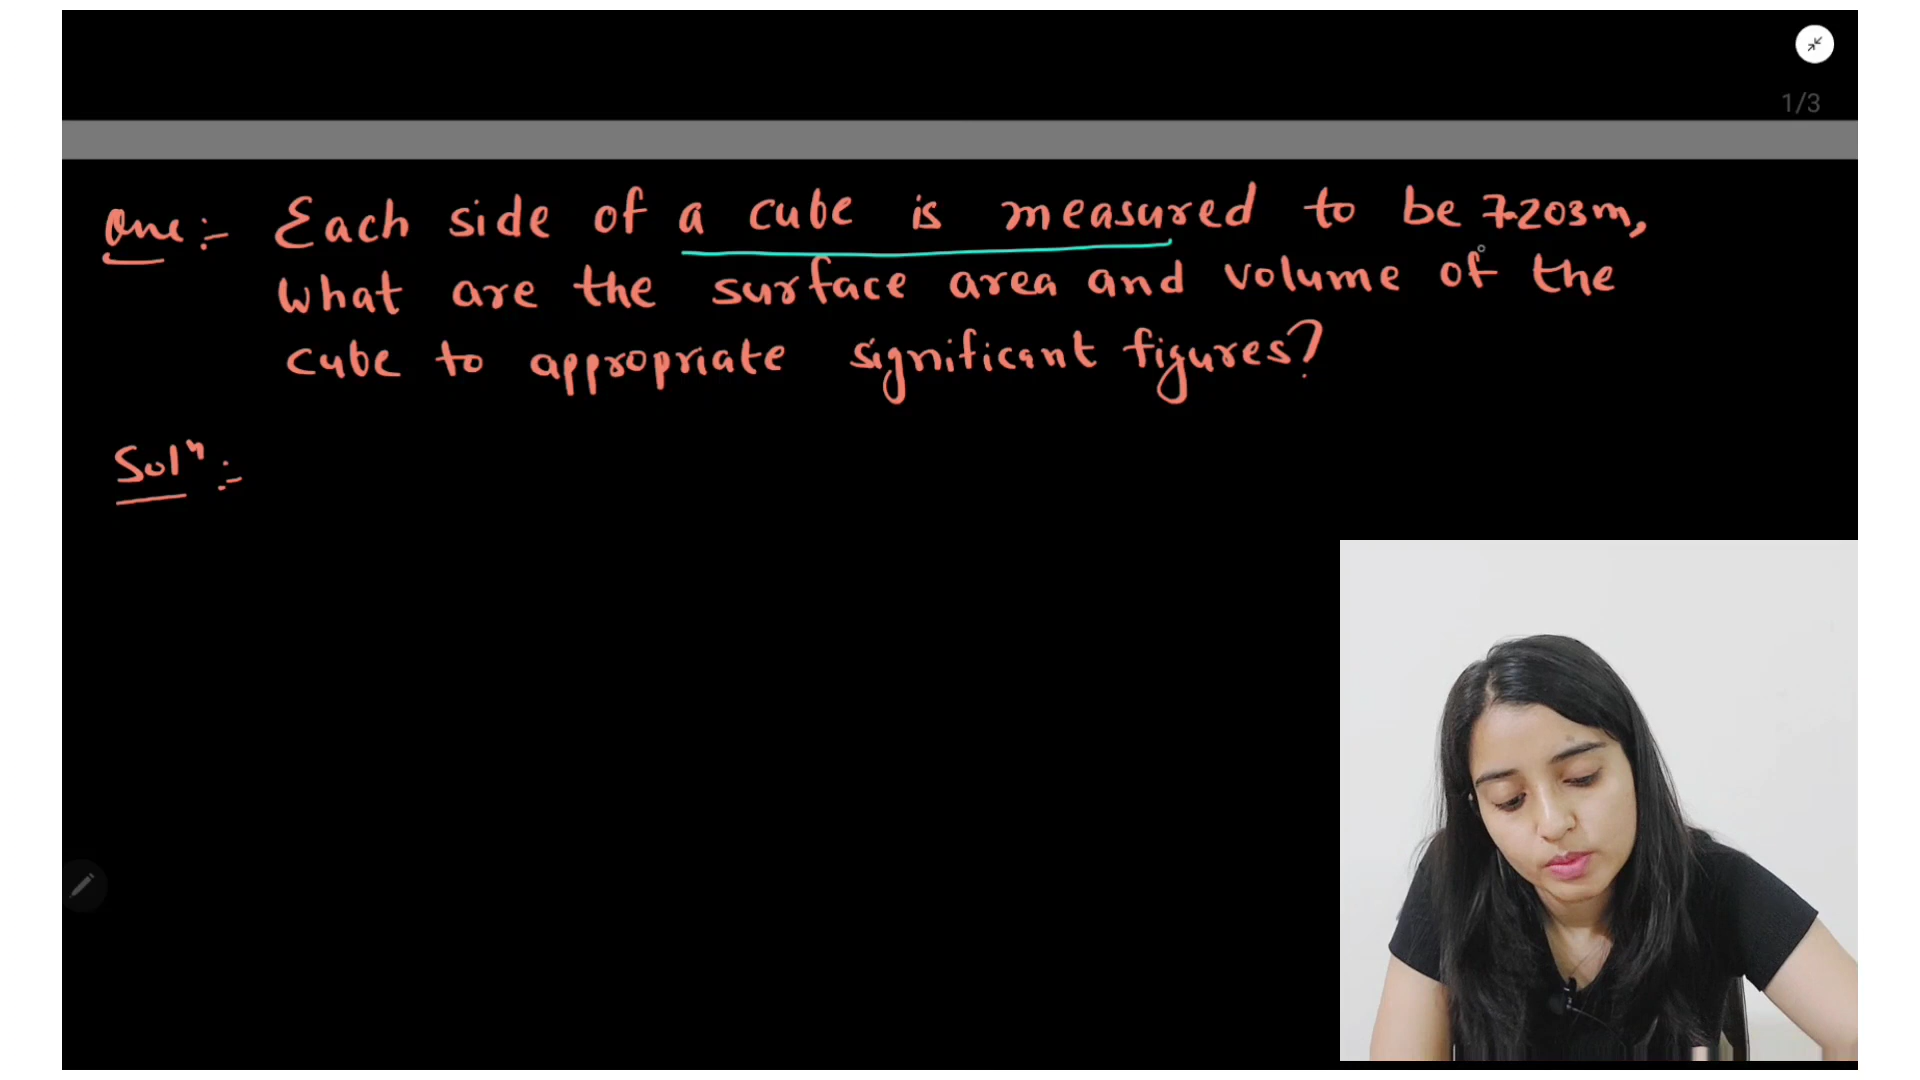 1/3
Que:- Each side of a cube is measured to be 7.203m,
what are the surface area and volume of the
cube to appropriate significant figures?
Solⁿ:-